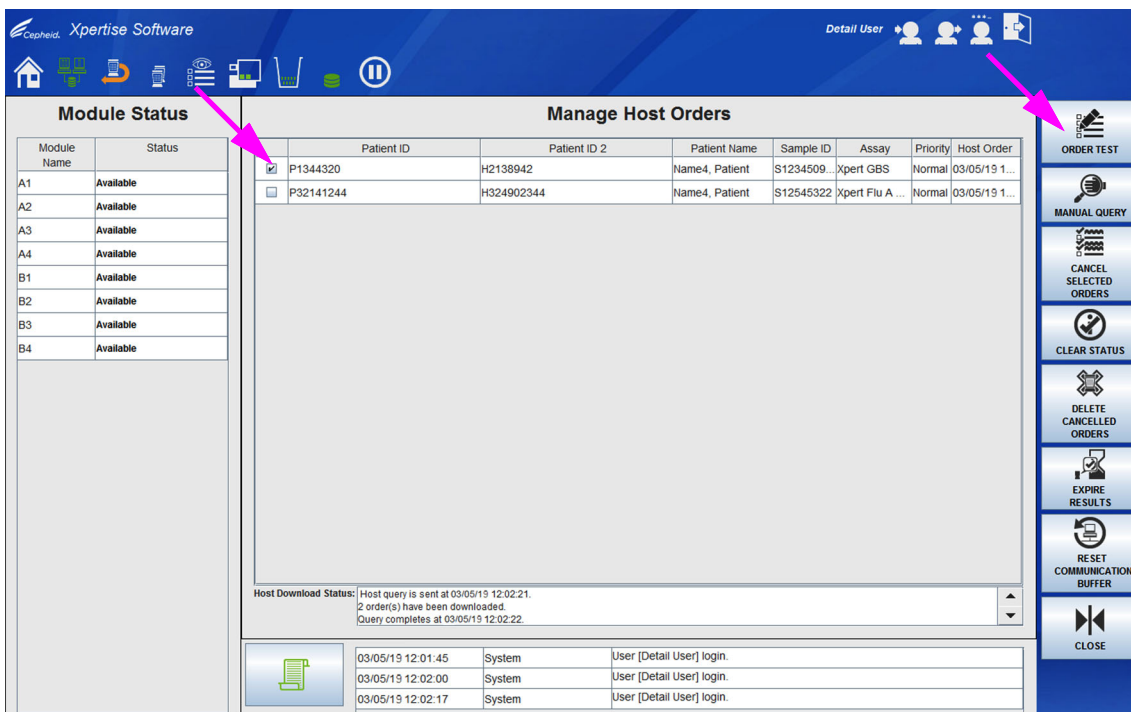 Cepheid. Xpertise Software
Detail User
Module Status
Module Name Status
A1 Available
A2 Available
A3 Available
A4 Available
B1 Available
B2 Available
B3 Available
B4 Available
Manage Host Orders
Patient ID Patient ID 2 Patient Name Sample ID Assay Priority Host Order
P1344320 H2138942 Name4, Patient S1234509... Xpert GBS Normal 03/05/19 1...
P32141244 H324902344 Name4, Patient S12545322 Xpert Flu A ... Normal 03/05/19 1...
Host Download Status: Host query is sent at 03/05/19 12:02:21.
2 order(s) have been downloaded.
Query completes at 03/05/19 12:02:22.
03/05/19 12:01:45 System User [Detail User] login.
03/05/19 12:02:00 System User [Detail User] login.
03/05/19 12:02:17 System User [Detail User] login.
ORDER TEST
MANUAL QUERY
CANCEL
SELECTED
ORDERS
CLEAR STATUS
DELETE
CANCELLED
ORDERS
EXPIRE
RESULTS
RESET
COMMUNICATION
BUFFER
CLOSE